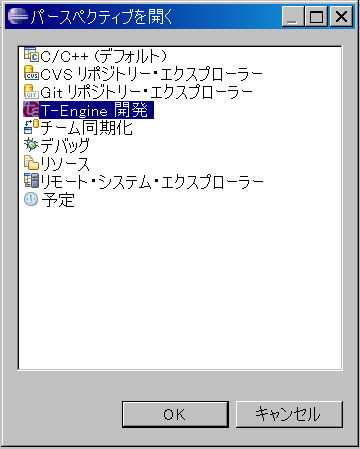 パースペクティブを開く
C/C++ (デフォルト)
CVS リポジトリー・エクスプローラー
Git リポジトリー・エクスプローラー
T-Engine 開発
チーム同期化
デバッグ
リソース
リモート・システム・エクスプローラー
予定
OK
キャンセル